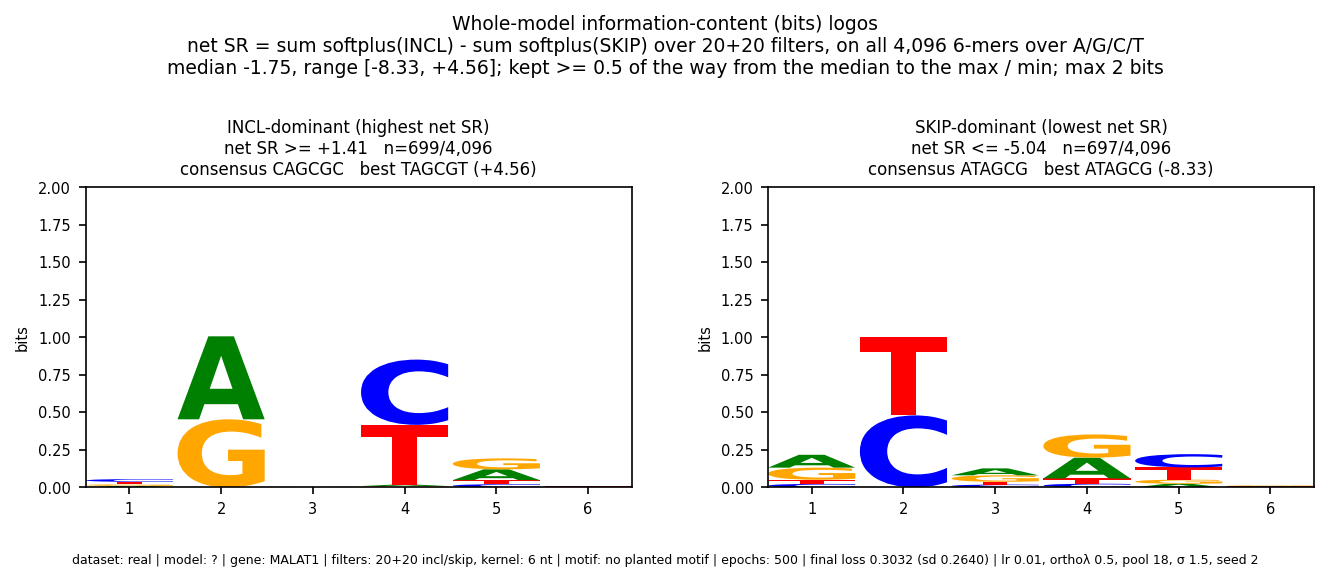 Whole-model information-content (bits) logos
net SR = sum softplus(INCL) - sum softplus(SKIP) over 20+20 filters, on all 4,096 6-mers over A/G/C/T
median -1.75, range [-8.33, +4.56]; kept >= 0.5 of the way from the median to the max / min; max 2 bits
INCL-dominant (highest net SR)
net SR >= +1.41 n=699/4,096
consensus CAGCGC best TAGCGT (+4.56)
2.00
1.75
1.50
1.25
1.00
0.75
0.50
0.25
0.00
bits
A
G
C
T
G
A
T
C
1 2 3 4 5 6
SKIP-dominant (lowest net SR)
net SR <= -5.04 n=697/4,096
consensus ATAGCG best ATAGCG (-8.33)
2.00
1.75
1.50
1.25
1.00
0.75
0.50
0.25
0.00
bits
A
G
T
C
T
C
A
G
T
G
A
T
C
C
T
G
A
1 2 3 4 5 6
dataset: real | model: ? | gene: MALAT1 | filters: 20+20 incl/skip, kernel: 6 nt | motif: no planted motif | epochs: 500 | final loss 0.3032 (sd 0.2640) | lr 0.01, orthoλ 0.5, pool 18, σ 1.5, seed 2